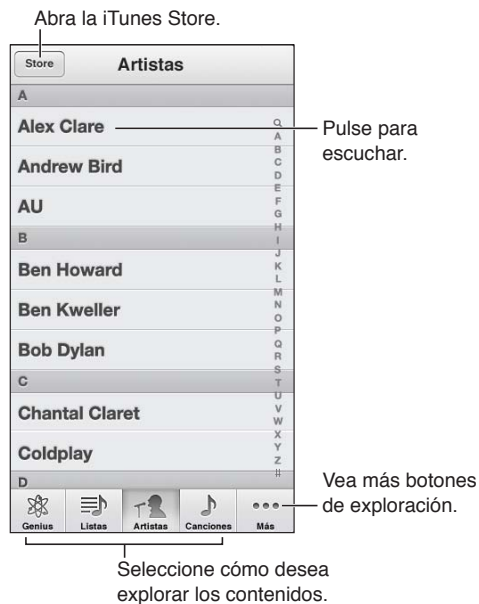 Abra la iTunes Store.
Store
Artistas
A
Alex Clare
Andrew Bird
AU
B
Ben Howard
Ben Kweller
Bob Dylan
C
Chantal Claret
Coldplay
D
A
B
C
D
E
F
G
H
I
J
K
L
M
N
O
P
Q
R
S
T
U
V
W
X
Y
Z
#
Pulse para
escuchar.
Genius
Listas
Artistas
Canciones
Más
Vea más botones
de exploración.
Seleccione cómo desea
explorar los contenidos.